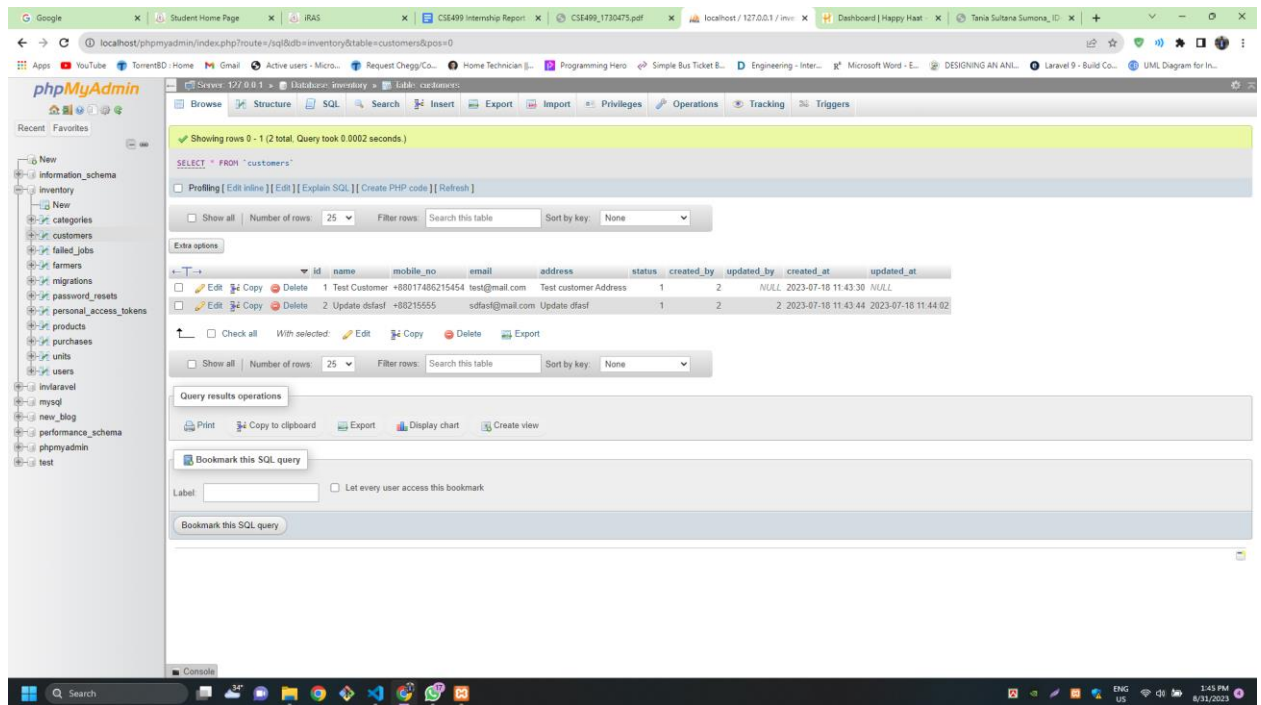 Google Student Home Page iRAS CSE499 Internship Report CSE499_1730475.pdf localhost / 127.0.0.1 / inve Dashboard | Happy Haat - Tania Sultana Sumona_ID
localhost/phpmyadmin/index.php?route=/sql&db=inventory&table=customers&pos=0
Apps YouTube TorrentBD : Home Gmail Active users - Micro... Request Chegg/Co... Home Technician ||... Programming Hero Simple Bus Ticket B... Engineering - Inter... Microsoft Word - E... DESIGNING AN ANI... Laravel 9 - Build Co... UML Diagram for In...
phpMyAdmin
Server: 127.0.0.1 » Database: inventory » Table: customers
Browse Structure SQL Search Insert Export Import Privileges Operations Tracking Triggers
Recent Favorites
New
information_schema
inventory
New
categories
customers
failed_jobs
farmers
migrations
password_resets
personal_access_tokens
products
purchases
units
users
invlaravel
mysql
new_blog
performance_schema
phpmyadmin
test
Showing rows 0 - 1 (2 total, Query took 0.0002 seconds.)
SELECT * FROM `customers`
Profiling [ Edit inline ] [ Edit ] [ Explain SQL ] [ Create PHP code ] [ Refresh ]
Show all | Number of rows: 25 Filter rows: Search this table Sort by key: None
Extra options
←T→ id name mobile_no email address status created_by updated_by created_at updated_at
Edit Copy Delete 1 Test Customer +88017486215454 test@mail.com Test customer Address 1 2 NULL 2023-07-18 11:43:30 NULL
Edit Copy Delete 2 Update dsfasf +88215555 sdfasf@mail.com Update dfasf 1 2 2 2023-07-18 11:43:44 2023-07-18 11:44:02
Check all With selected: Edit Copy Delete Export
Show all | Number of rows: 25 Filter rows: Search this table Sort by key: None
Query results operations
Print Copy to clipboard Export Display chart Create view
Bookmark this SQL query
Label: Let every user access this bookmark
Bookmark this SQL query
Console
Search 34° ENG 1:45 PM
US 8/31/2023